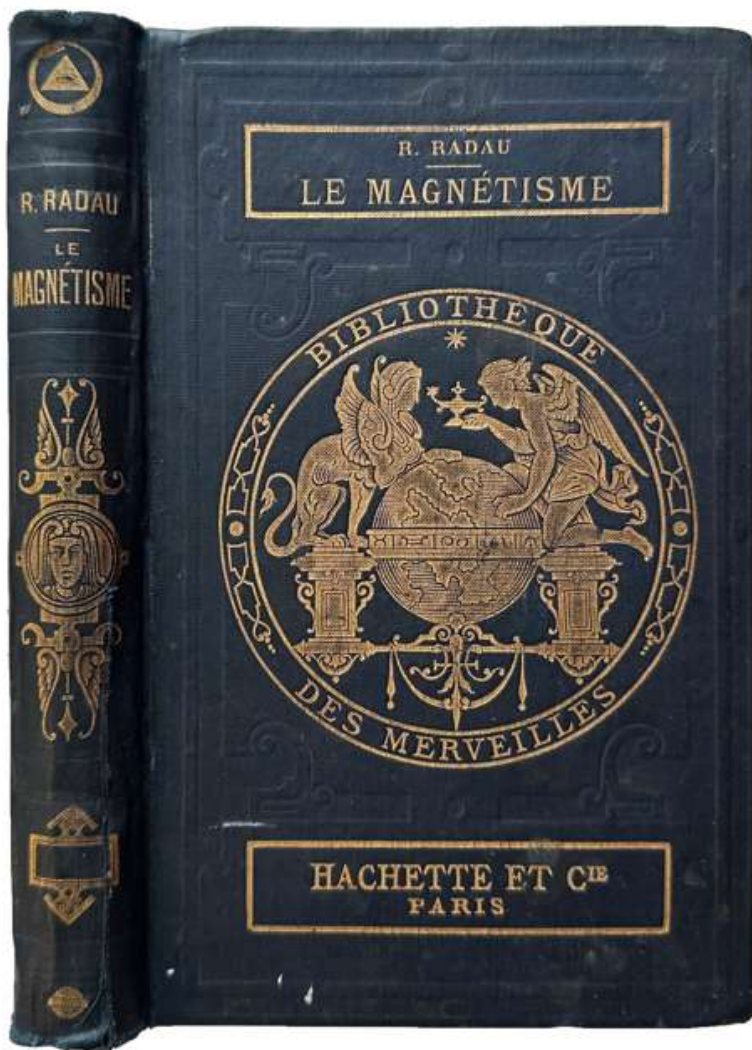 R. RADAU
LE
MAGNÉTISME
R. RADAU
LE MAGNÉTISME
BIBLIOTHEQUE
DES MERVEILLES
HACHETTE ET CIE
PARIS